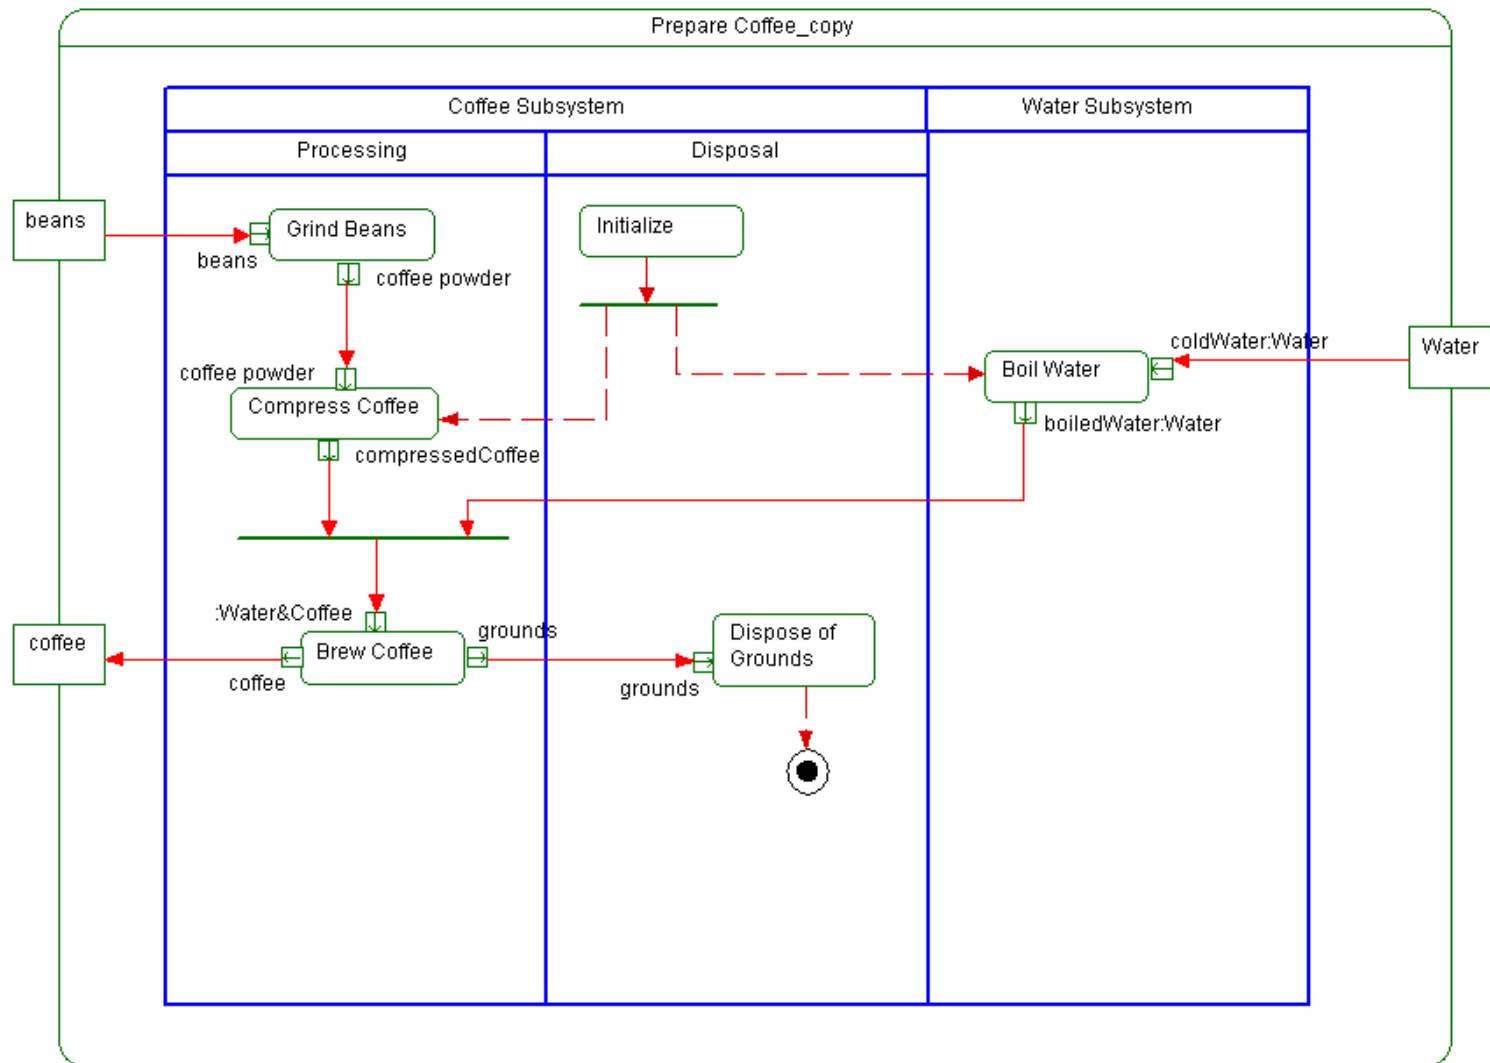 Prepare Coffee_copy
Coffee Subsystem
Water Subsystem
Processing
Disposal
beans
Grind Beans
Initialize
beans
coffee powder
coldWater:Water
Water
coffee powder
Boil Water
Compress Coffee
boiledWater:Water
compressedCoffee
:Water&Coffee
grounds
Dispose of
Grounds
coffee
Brew Coffee
coffee
grounds